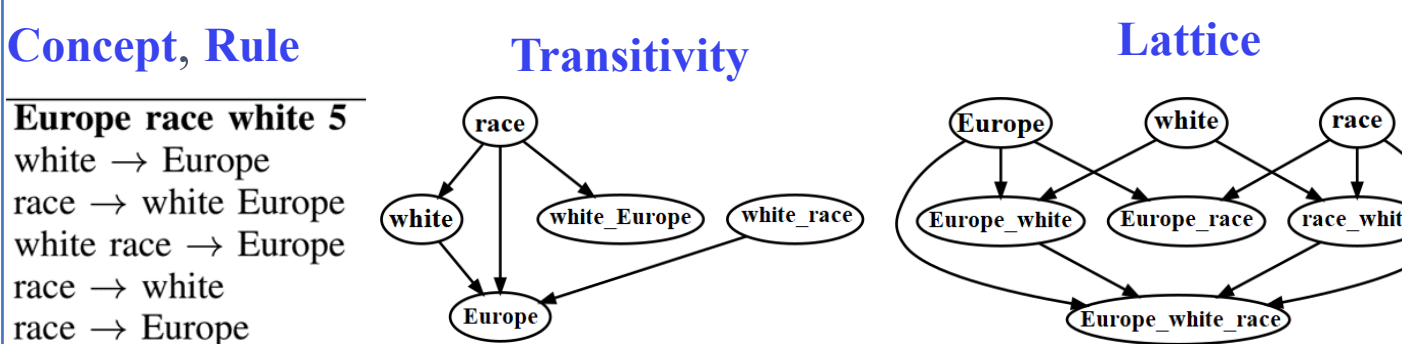 Concept, Rule
Europe race white 5
white → Europe
race → white Europe
white race → Europe
race → white
race → Europe
Transitivity
race
white
white_Europe
white_race
Europe
Lattice
Europe
white
race
Europe_white
Europe_race
race_whit
Europe_white_race